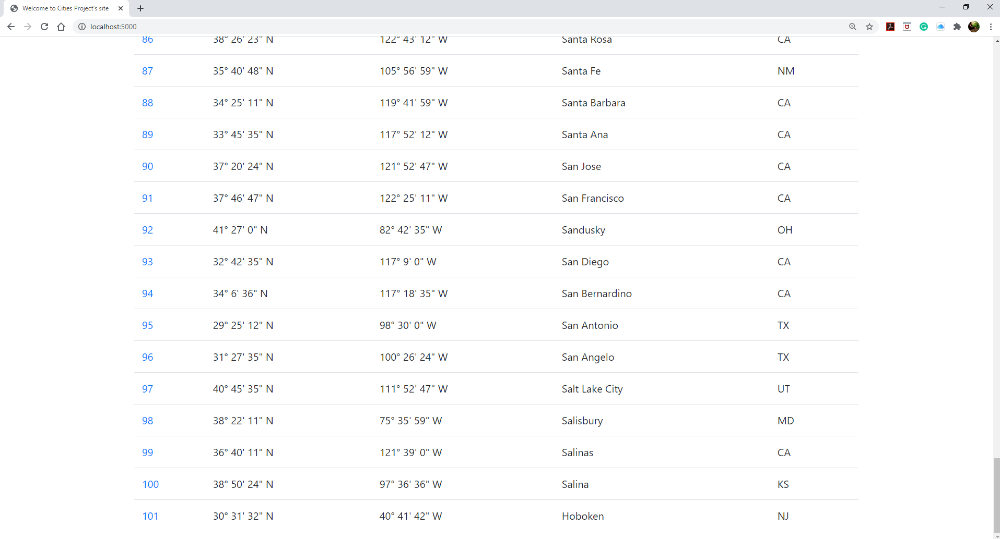 Welcome to Cities Project's site
localhost:5000
86 38° 26' 23" N 122° 43' 12" W Santa Rosa CA
87 35° 40' 48" N 105° 56' 59" W Santa Fe NM
88 34° 25' 11" N 119° 41' 59" W Santa Barbara CA
89 33° 45' 35" N 117° 52' 12" W Santa Ana CA
90 37° 20' 24" N 121° 52' 47" W San Jose CA
91 37° 46' 47" N 122° 25' 11" W San Francisco CA
92 41° 27' 0" N 82° 42' 35" W Sandusky OH
93 32° 42' 35" N 117° 9' 0" W San Diego CA
94 34° 6' 36" N 117° 18' 35" W San Bernardino CA
95 29° 25' 12" N 98° 30' 0" W San Antonio TX
96 31° 27' 35" N 100° 26' 24" W San Angelo TX
97 40° 45' 35" N 111° 52' 47" W Salt Lake City UT
98 38° 22' 11" N 75° 35' 59" W Salisbury MD
99 36° 40' 11" N 121° 39' 0" W Salinas CA
100 38° 50' 24" N 97° 36' 36" W Salina KS
101 30° 31' 32" N 40° 41' 42" W Hoboken NJ